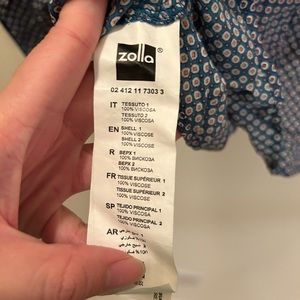 zolla®
02 412 11 7303 3
IT TESSUTO 1
100% VISCOSA
TESSUTO 2
100% VISCOSA
EN SHELL 1
100% VISCOSE
SHELL 2
100% VISCOSE
R ВЕРХ 1
100% ВИСКОЗА
ВЕРХ 2
100% ВИСКОЗА
FR TISSUE SUPÉRIEUR 1
100% VISCOSE
TISSUE SUPÉRIEUR 2
100% VISCOSE
SP TEJIDO PRINCIPAL 1
100% VISCOSA
TEJIDO PRINCIPAL 2
100% VISCOSA
AR